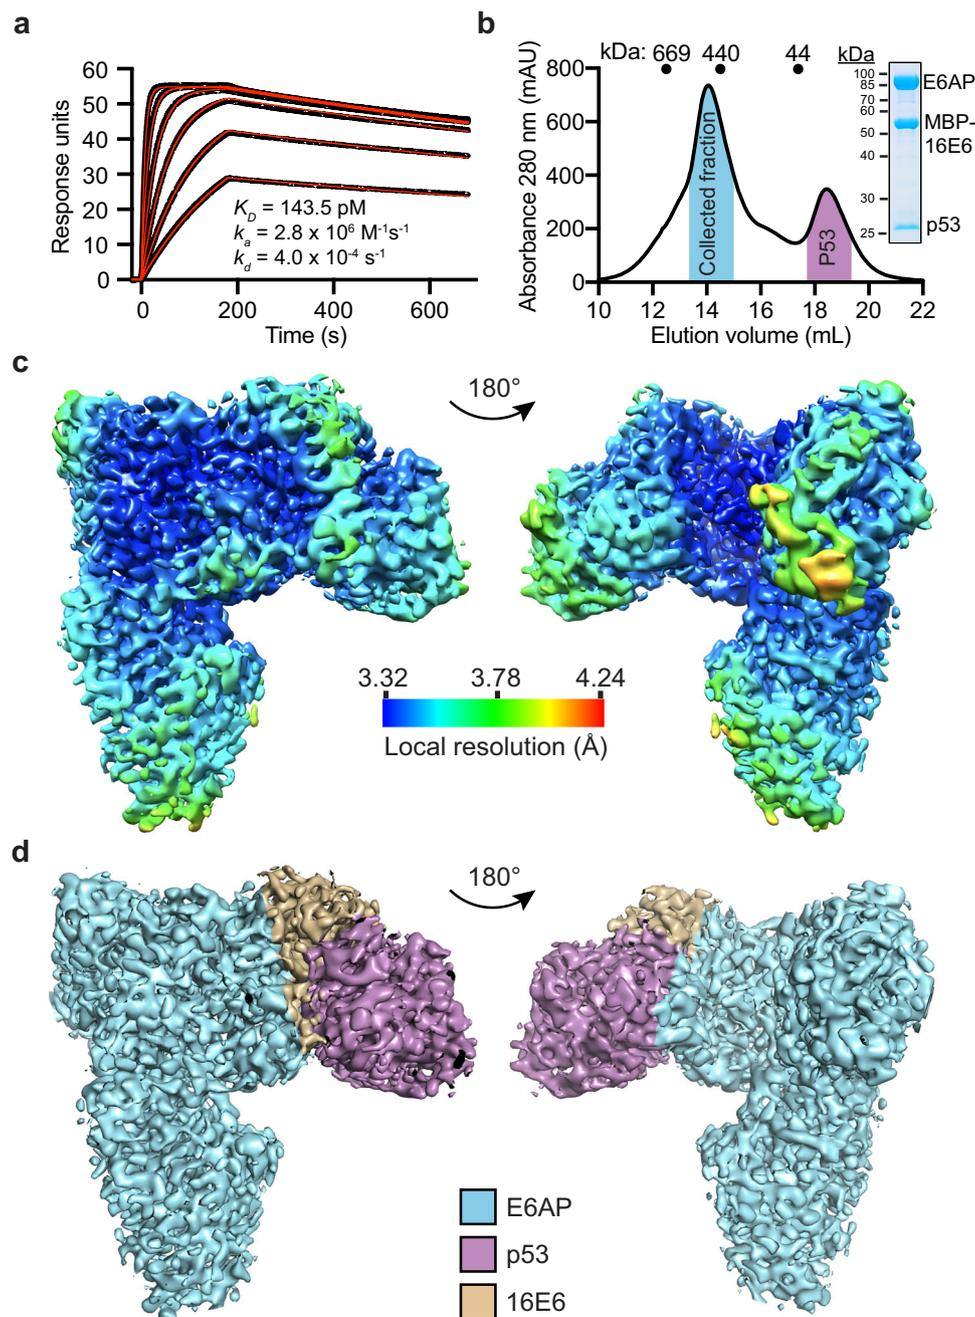 a
60
50
40
30
20
10
0
Response units
K_D = 143.5 pM
k_a = 2.8 x 10⁶ M⁻¹s⁻¹
k_d = 4.0 x 10⁻⁴ s⁻¹
0 200 400 600
Time (s)
b
kDa: 669 440 44
800
600
400
200
0
Absorbance 280 nm (mAU)
Collected fraction
P53
10 12 14 16 18 20 22
Elution volume (mL)
kDa
100
85
70
60
50
40
30
25
E6AP
MBP-
16E6
p53
c
180°
3.32 3.78 4.24
Local resolution (Å)
d
180°
E6AP
p53
16E6